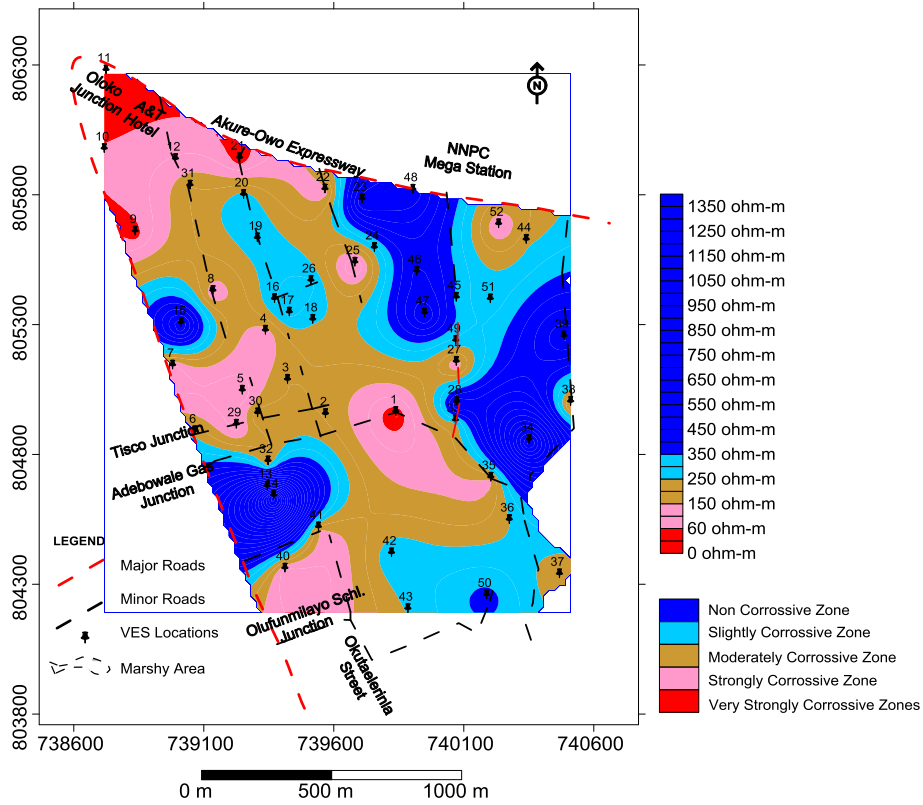 806300
805800
805300
804800
804300
803800
738600
739100
739600
740100
740600
11
Oloko
Junction Hotel
A&T
10
12
21
Akure-Owo Expressway
N
NNPC
Mega Station
31
20
22
23
48
9
19
24
52
44
25
8
26
46
16
17
18
45
51
15
4
47
49
39
7
27
5
3
28
38
30
2
1
29
6
Tisco Junction
34
32
Adebowale Gas
Junction
13
14
35
41
36
LEGEND
40
42
37
Major Roads
Minor Roads
43
50
VES Locations
Olufunmilayo Schl.
Junction
Marshy Area
Okutaelerinia
Street
0 m
500 m
1000 m
1350 ohm-m
1250 ohm-m
1150 ohm-m
1050 ohm-m
950 ohm-m
850 ohm-m
750 ohm-m
650 ohm-m
550 ohm-m
450 ohm-m
350 ohm-m
250 ohm-m
150 ohm-m
60 ohm-m
0 ohm-m
Non Corrossive Zone
Slightly Corrossive Zone
Moderately Corrossive Zone
Strongly Corrossive Zone
Very Strongly Corrossive Zones